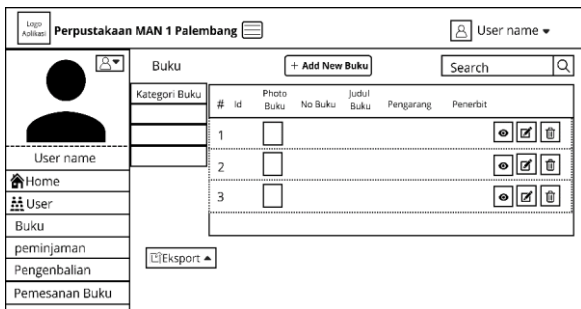 Logo
Aplikasi
Perpustakaan MAN 1 Palembang
User name
Buku
+ Add New Buku
Search
Kategori Buku
# Id Photo Buku No Buku Judul Buku Pengarang Penerbit
1
2
3
User name
Home
User
Buku
peminjaman
Pengenbalian
Pemesanan Buku
Eksport